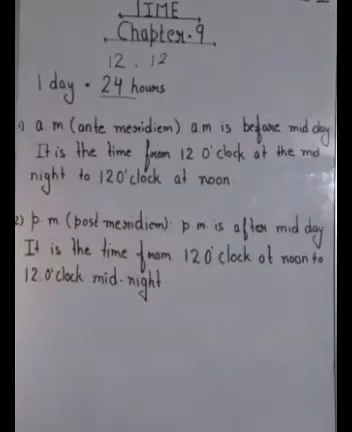 TIME
Chapter-9
12. 12
1 day = 24 hours
1) a m (ante meridiem) a m is before mid day
It is the time from 12 O'clock at the mid
night to 12 O'clock at noon.
2) p. m (post meridiem) p. m is after mid day
It is the time from 12 O'clock at noon to
12 O'clock mid-night.